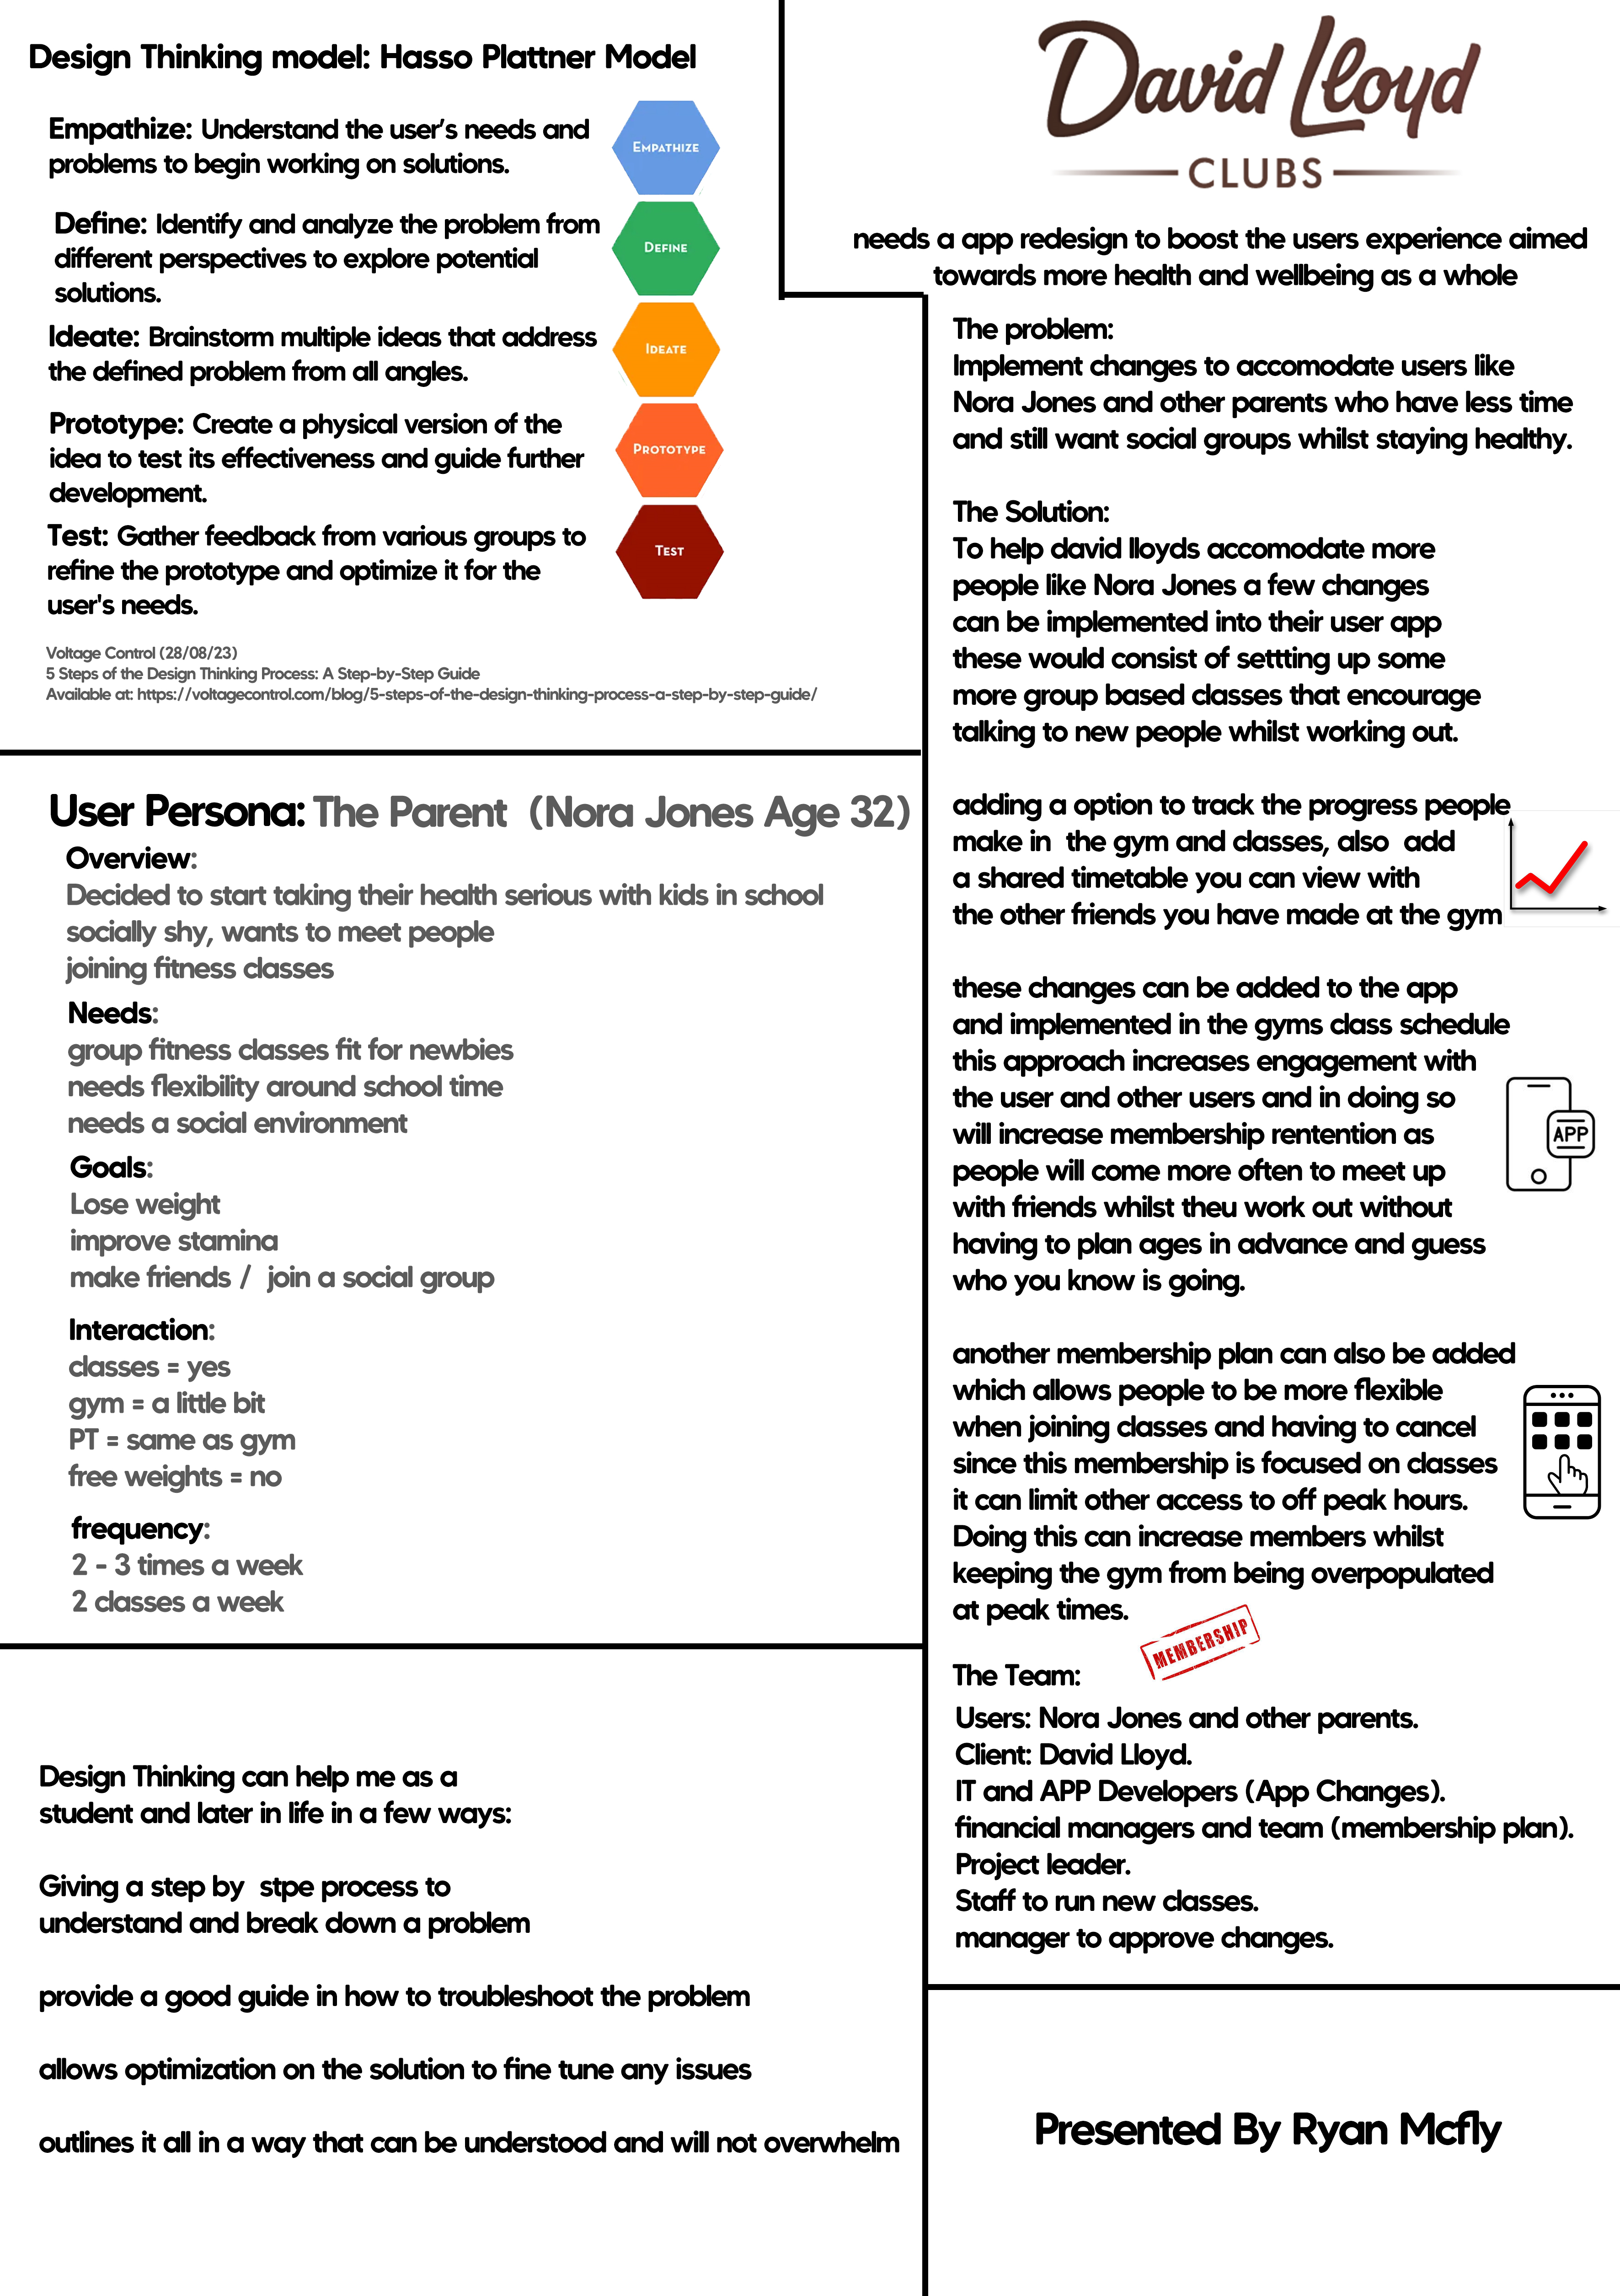 Design Thinking model: Hasso Plattner Model
Empathize: Understand the user's needs and
problems to begin working on solutions.
EMPATHIZE
Define: Identify and analyze the problem from
different perspectives to explore potential
solutions.
DEFINE
Ideate: Brainstorm multiple ideas that address
the defined problem from all angles.
IDEATE
Prototype: Create a physical version of the
idea to test its effectiveness and guide further
development.
PROTOTYPE
Test: Gather feedback from various groups to
refine the prototype and optimize it for the
user's needs.
TEST
Voltage Control (28/08/23)
5 Steps of the Design Thinking Process: A Step-by-Step Guide
Available at: https://voltagecontrol.com/blog/5-steps-of-the-design-thinking-process-a-step-by-step-guide/
User Persona: The Parent (Nora Jones Age 32)
Overview:
Decided to start taking their health serious with kids in school
socially shy, wants to meet people
joining fitness classes
Needs:
group fitness classes fit for newbies
needs flexibility around school time
needs a social environment
Goals:
Lose weight
improve stamina
make friends / join a social group
Interaction:
classes = yes
gym = a little bit
PT = same as gym
free weights = no
frequency:
2 - 3 times a week
2 classes a week
Design Thinking can help me as a
student and later in life in a few ways:
Giving a step by stpe process to
understand and break down a problem
provide a good guide in how to troubleshoot the problem
allows optimization on the solution to fine tune any issues
outlines it all in a way that can be understood and will not overwhelm
David Lloyd
CLUBS
needs a app redesign to boost the users experience aimed
towards more health and wellbeing as a whole
The problem:
Implement changes to accomodate users like
Nora Jones and other parents who have less time
and still want social groups whilst staying healthy.
The Solution:
To help david lloyds accomodate more
people like Nora Jones a few changes
can be implemented into their user app
these would consist of settting up some
more group based classes that encourage
talking to new people whilst working out.
adding a option to track the progress people
make in the gym and classes, also add
a shared timetable you can view with
the other friends you have made at the gym
these changes can be added to the app
and implemented in the gyms class schedule
this approach increases engagement with
the user and other users and in doing so
will increase membership rentention as
people will come more often to meet up
with friends whilst theu work out without
having to plan ages in advance and guess
who you know is going.
APP
another membership plan can also be added
which allows people to be more flexible
when joining classes and having to cancel
since this membership is focused on classes
it can limit other access to off peak hours.
Doing this can increase members whilst
keeping the gym from being overpopulated
at peak times.
MEMBERSHIP
The Team:
Users: Nora Jones and other parents.
Client: David Lloyd.
IT and APP Developers (App Changes).
financial managers and team (membership plan).
Project leader.
Staff to run new classes.
manager to approve changes.
Presented By Ryan Mcfly